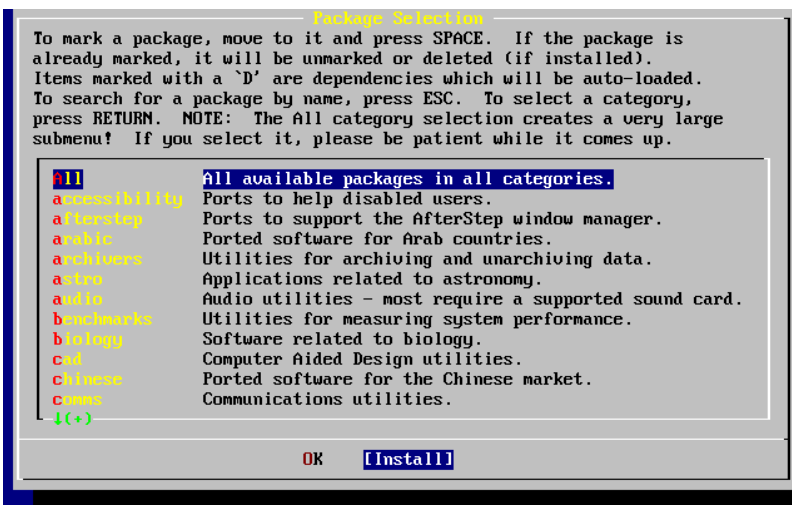 Package Selection
To mark a package, move to it and press SPACE.  If the package is
already marked, it will be unmarked or deleted (if installed).
Items marked with a `D' are dependencies which will be auto-loaded.
To search for a package by name, press ESC.  To select a category,
press RETURN.  NOTE:  The All category selection creates a very large
submenu!  If you select it, please be patient while it comes up.
All All available packages in all categories.
accessibility Ports to help disabled users.
afterstep Ports to support the AfterStep window manager.
arabic Ported software for Arab countries.
archivers Utilities for archiving and unarchiving data.
astro Applications related to astronomy.
audio Audio utilities - most require a supported sound card.
benchmarks Utilities for measuring system performance.
biology Software related to biology.
cad Computer Aided Design utilities.
chinese Ported software for the Chinese market.
comms Communications utilities.
↓(+)
OK [Install]